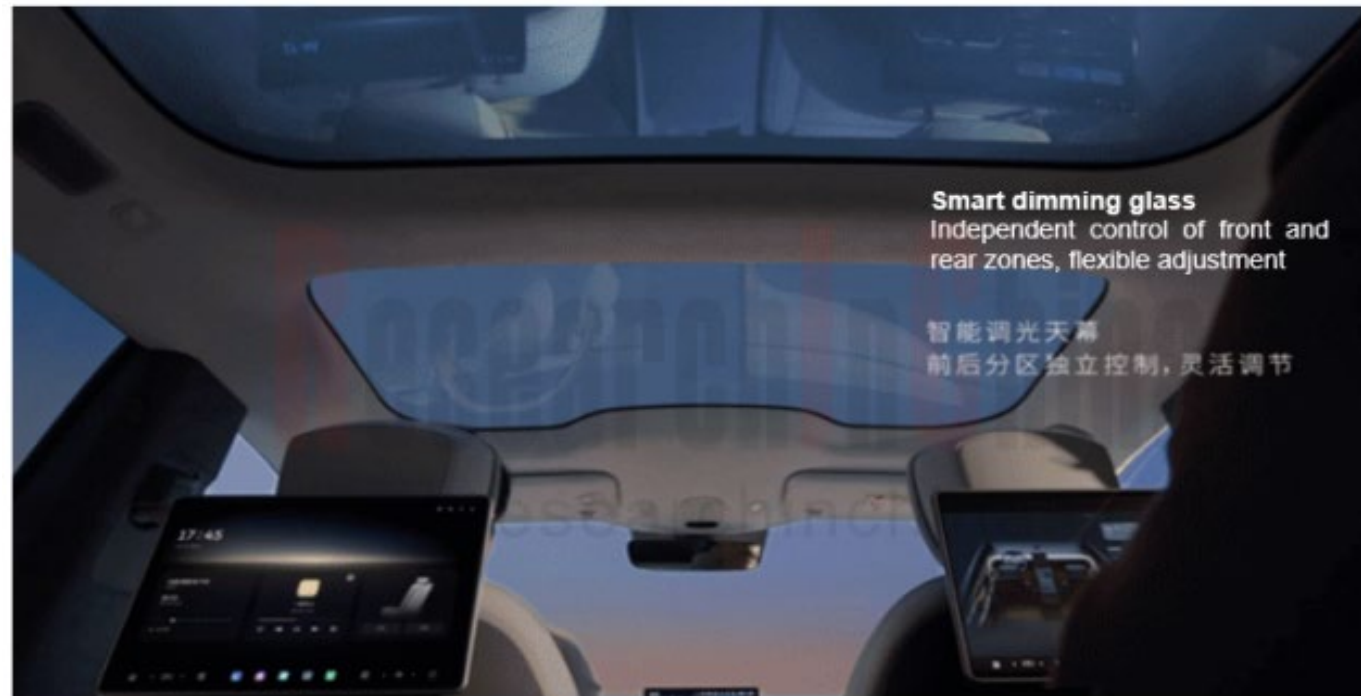 Smart dimming glass
Independent control of front and
rear zones, flexible adjustment
智能调光天幕
前后分区独立控制，灵活调节
ResearchInChina
17:45